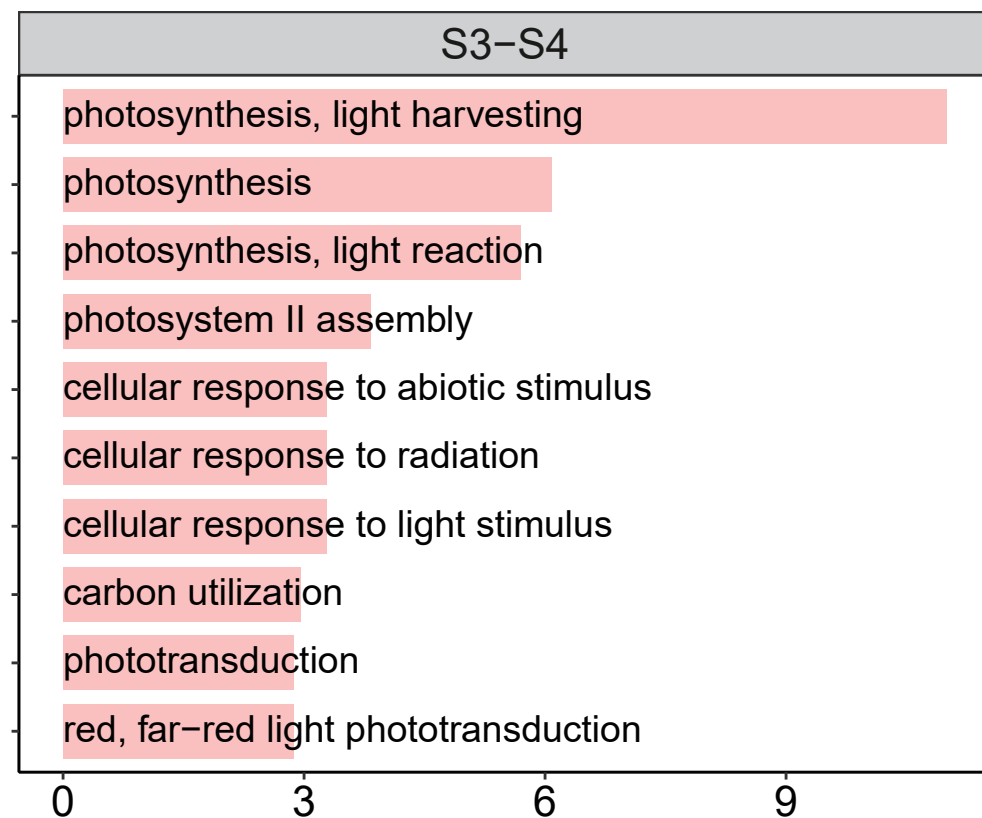 S3−S4
photosynthesis, light harvesting
photosynthesis
photosynthesis, light reaction
photosystem II assembly
cellular response to abiotic stimulus
cellular response to radiation
cellular response to light stimulus
carbon utilization
phototransduction
red, far−red light phototransduction
0 3 6 9